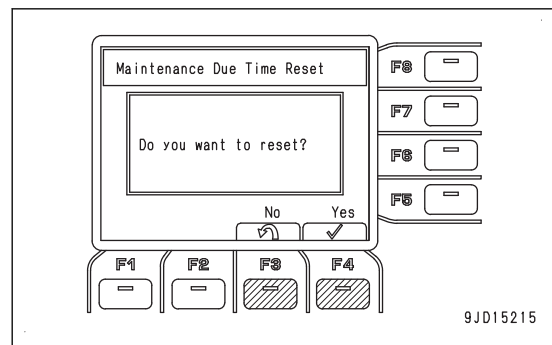 Maintenance Due Time Reset
F8
F7
Do you want to reset?
F6
F5
No Yes
F1 F2 F3 F4
9JD15215